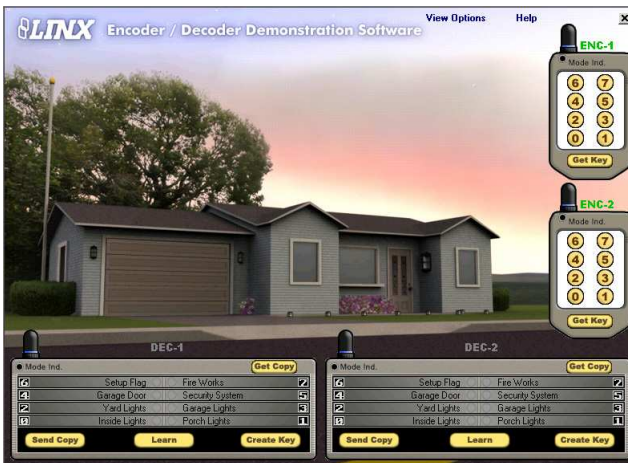 LINX Encoder / Decoder Demonstration Software
View Options Help
X
ENC-1
Mode Ind.
6 7
4 5
2 3
0 1
Get Key
ENC-2
Mode Ind.
6 7
4 5
2 3
0 1
Get Key
DEC-1
Mode Ind. Get Copy
6 Setup Flag Fire Works 7
4 Garage Door Security System 5
2 Yard Lights Garage Lights 3
0 Inside Lights Porch Lights 1
Send Copy Learn Create Key
DEC-2
Mode Ind. Get Copy
6 Setup Flag Fire Works 7
4 Garage Door Security System 5
2 Yard Lights Garage Lights 3
0 Inside Lights Porch Lights 1
Send Copy Learn Create Key